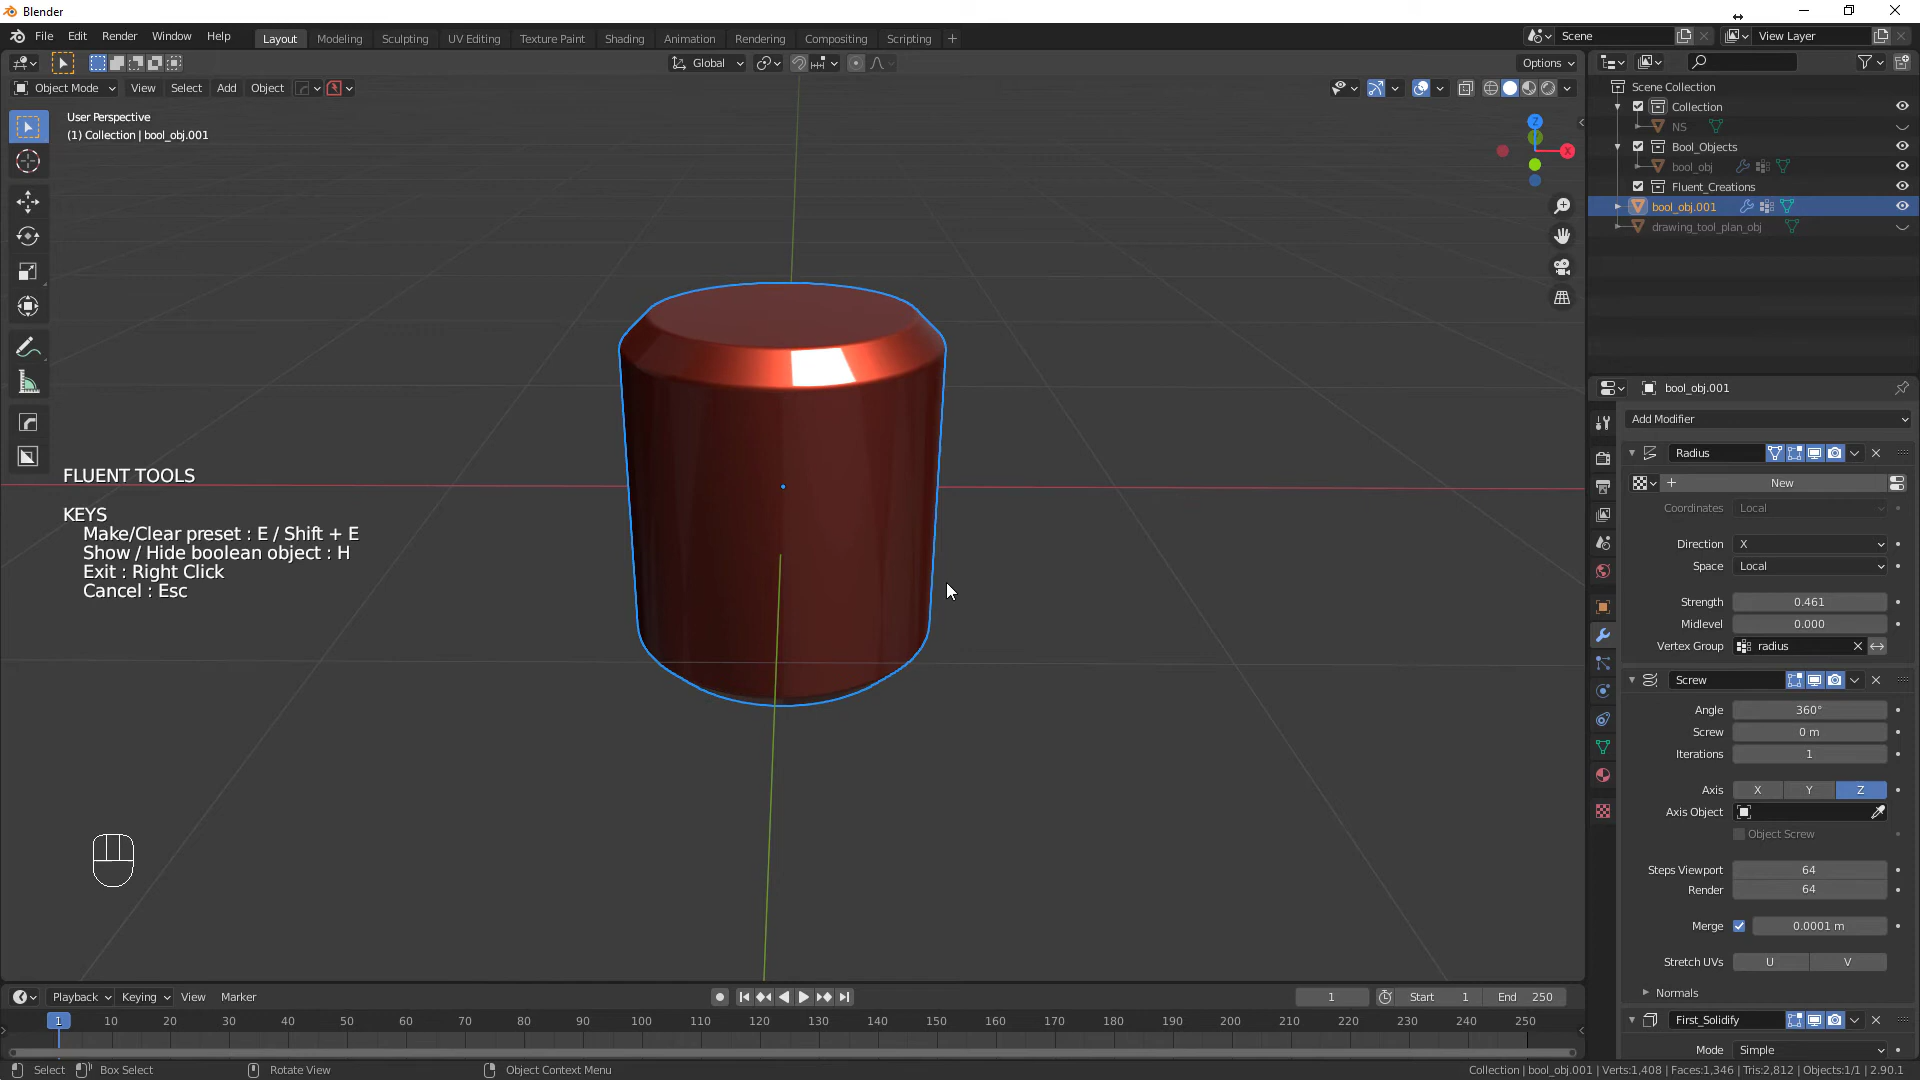 Blender
File Edit Render Window Help
Layout Modeling Sculpting UV Editing Texture Paint Shading Animation Rendering Compositing Scripting +
Scene
View Layer
Global
Options
Object Mode View Select Add Object
User Perspective
(1) Collection | bool_obj.001
Z
X
Scene Collection
Collection
NS
Bool_Objects
bool_obj
Fluent_Creations
bool_obj.001
drawing_tool_plan_obj
FLUENT TOOLS
KEYS
Make/Clear preset : E / Shift + E
Show / Hide boolean object : H
Exit : Right Click
Cancel : Esc
bool_obj.001
Add Modifier
Radius
New
Coordinates Local
Direction X
Space Local
Strength 0.461
Midlevel 0.000
Vertex Group radius
Screw
Angle 360°
Screw 0 m
Iterations 1
Axis X Y Z
Axis Object
Object Screw
Steps Viewport 64
Render 64
Merge 0.0001 m
Stretch UVs U V
Normals
First_Solidify
Mode Simple
Playback Keying View Marker
1 Start 1 End 250
1 10 20 30 40 50 60 70 80 90 100 110 120 130 140 150 160 170 180 190 200 210 220 230 240 250
Select Box Select Rotate View Object Context Menu
Collection | bool_obj.001 | Verts:1,408 | Faces:1,346 | Tris:2,812 | Objects:1/1 | 2.90.1